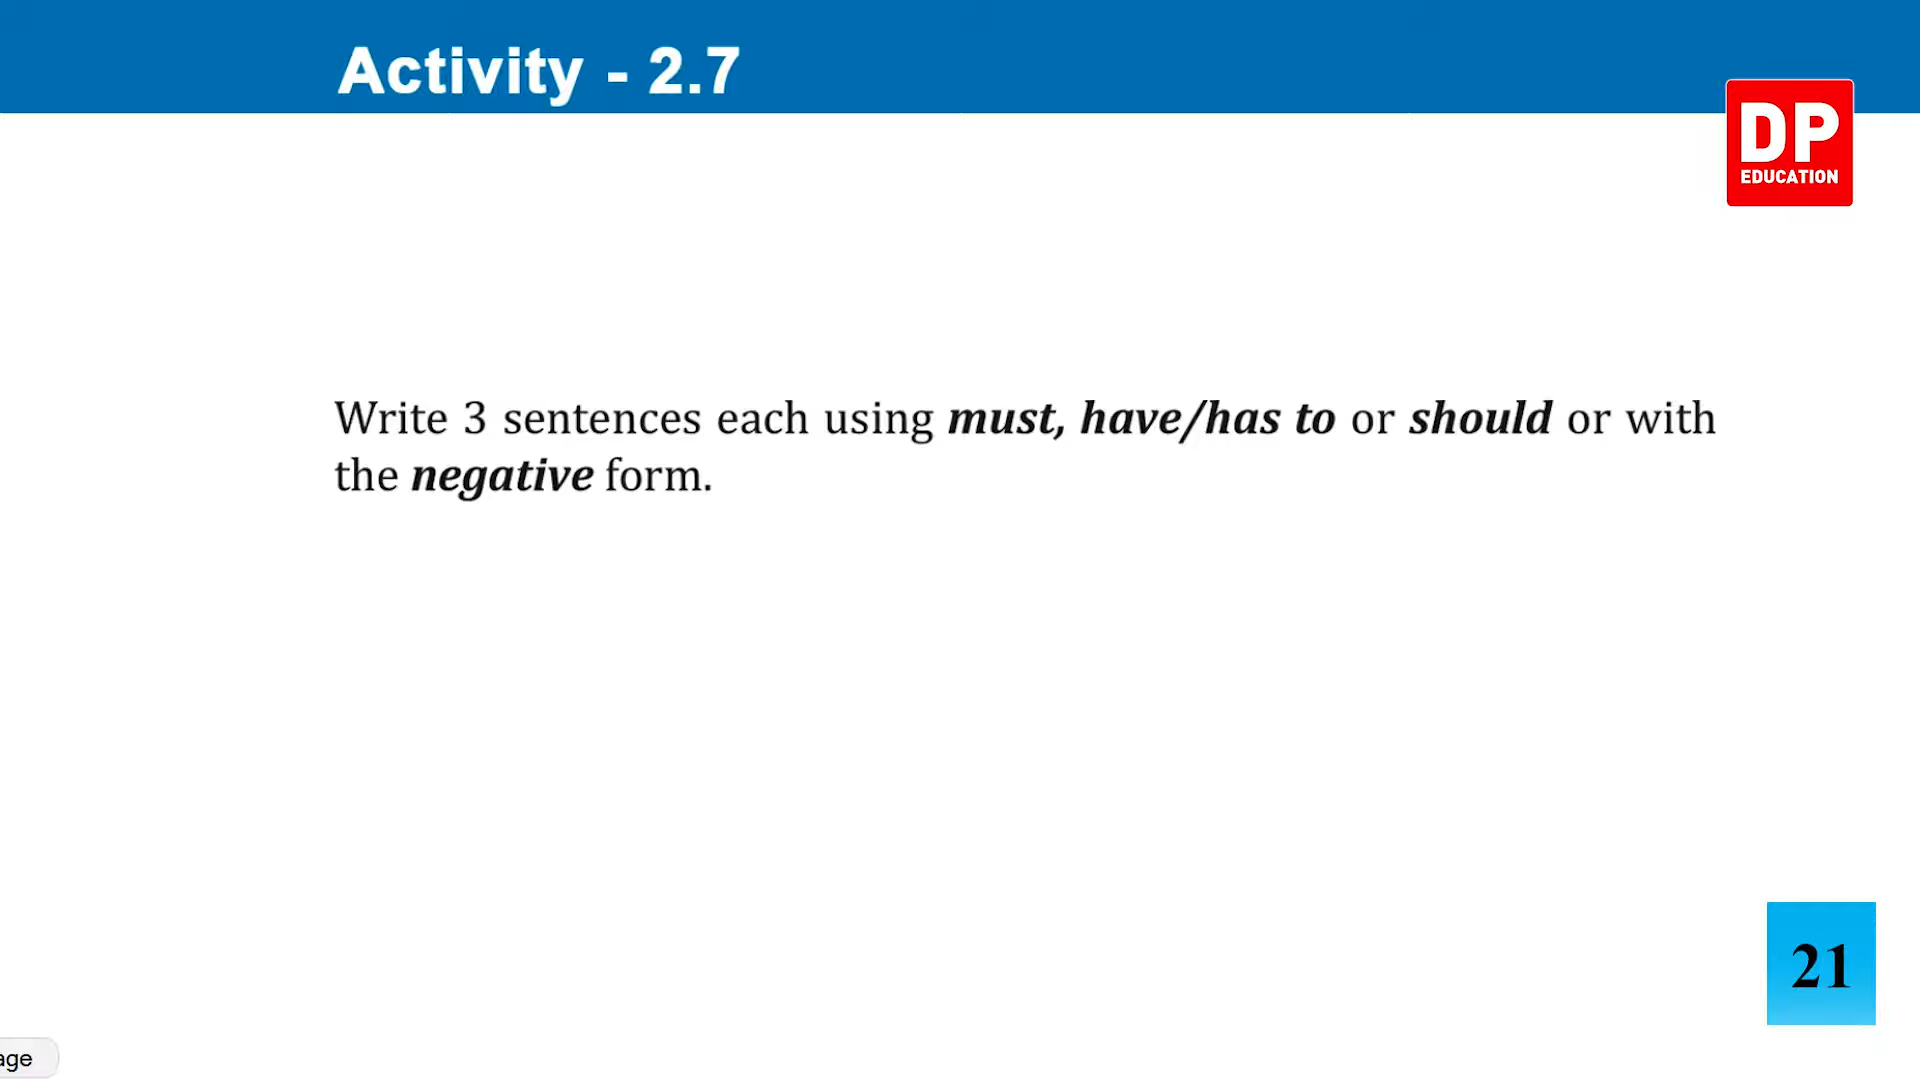 Activity - 2.7
DP
EDUCATION
Write 3 sentences each using must, have/has to or should or with
the negative form.
21
age